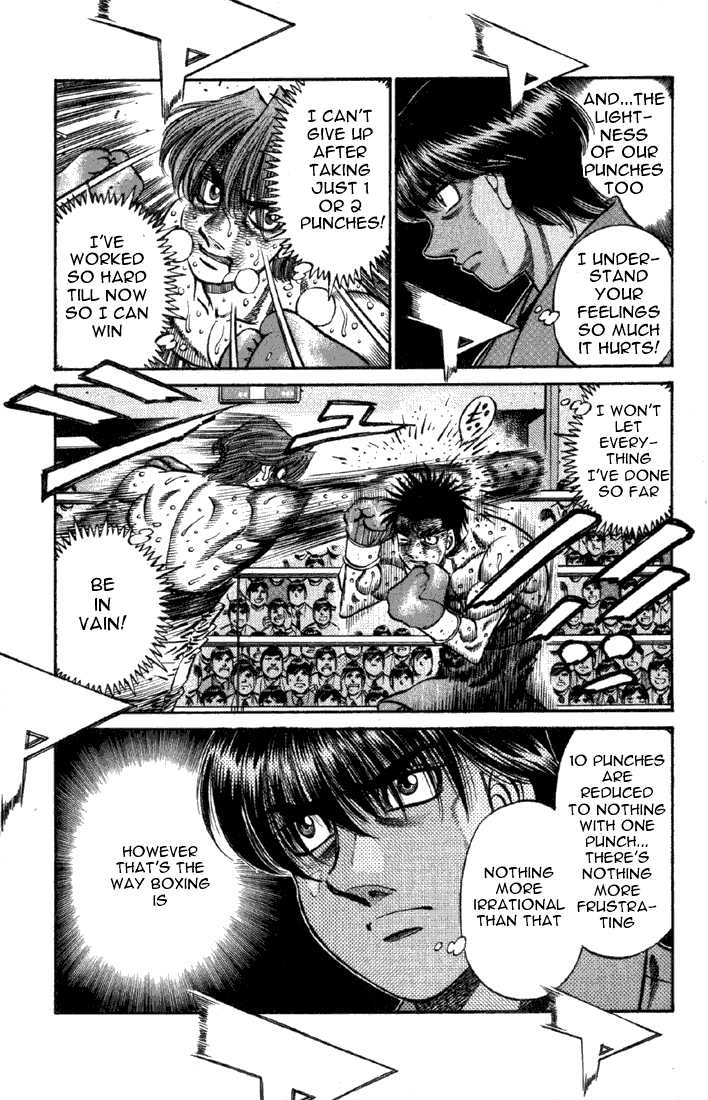 AND...THE
LIGHT-
NESS
OF OUR
PUNCHES
TOO
I UNDER-
STAND
YOUR
FEELINGS
SO MUCH
IT HURTS!
I CAN'T
GIVE UP
AFTER
TAKING
JUST 1
OR 2
PUNCHES!
I'VE
WORKED
SO HARD
TILL NOW
SO I CAN
WIN
I WON'T
LET
EVERY-
THING
I'VE DONE
SO FAR
BE
IN
VAIN!
10 PUNCHES
ARE
REDUCED
TO NOTHING
WITH ONE
PUNCH...
THERE'S
NOTHING
MORE
FRUSTRA-
TING
NOTHING
MORE
IRRATIONAL
THAN THAT
HOWEVER
THAT'S THE
WAY BOXING
IS